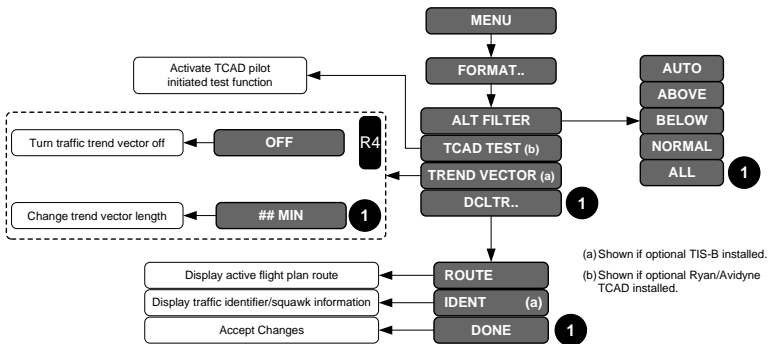 MENU
FORMAT..
Activate TCAD pilot
initiated test function
ALT FILTER
TCAD TEST (b)
TREND VECTOR (a)
DCLTR..
1
AUTO
ABOVE
BELOW
NORMAL
ALL
1
R4
Turn traffic trend vector off
OFF
Change trend vector length
## MIN
1
(a) Shown if optional TIS-B installed.
(b) Shown if optional Ryan/Avidyne
TCAD installed.
Display active flight plan route
ROUTE
Display traffic identifier/squawk information
IDENT (a)
Accept Changes
DONE
1